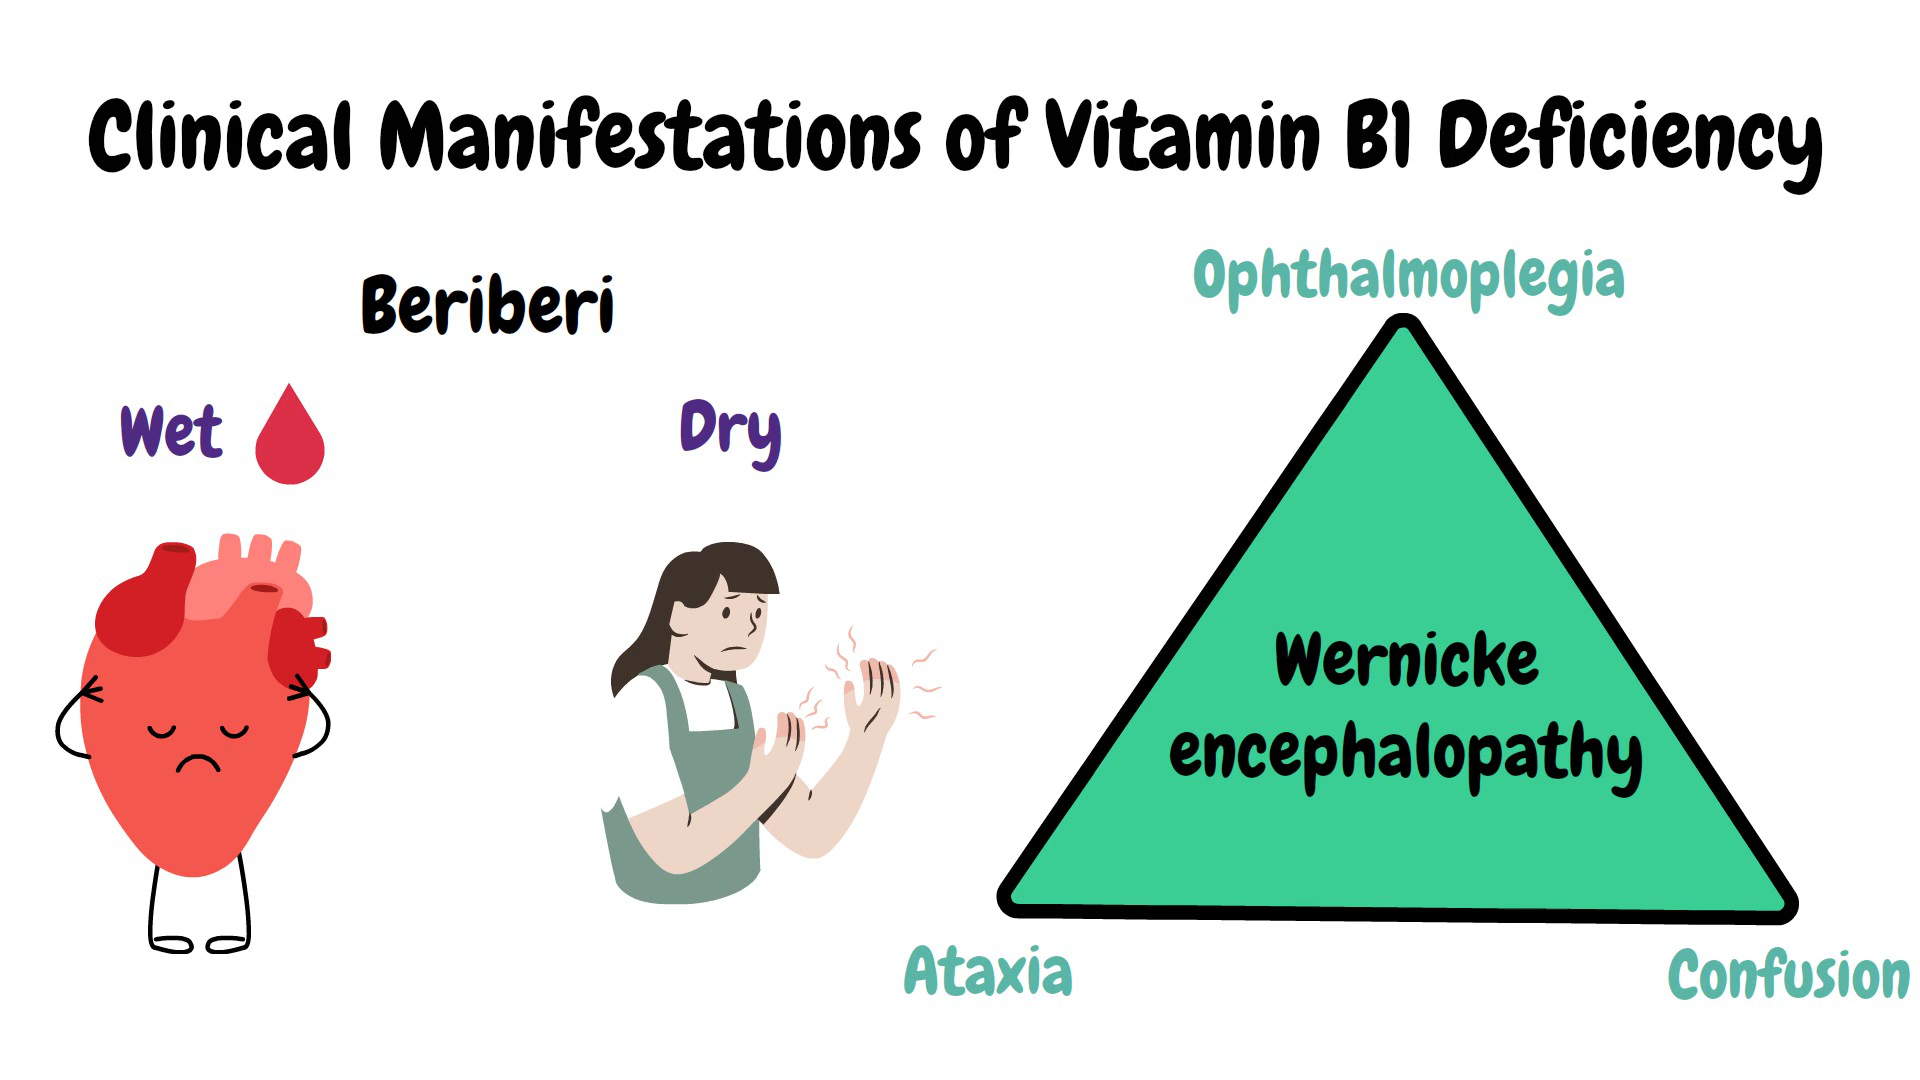 Clinical Manifestations of Vitamin B1 Deficiency
Beriberi
Wet
Dry
Ophthalmoplegia
Wernicke
encephalopathy
Ataxia
Confusion